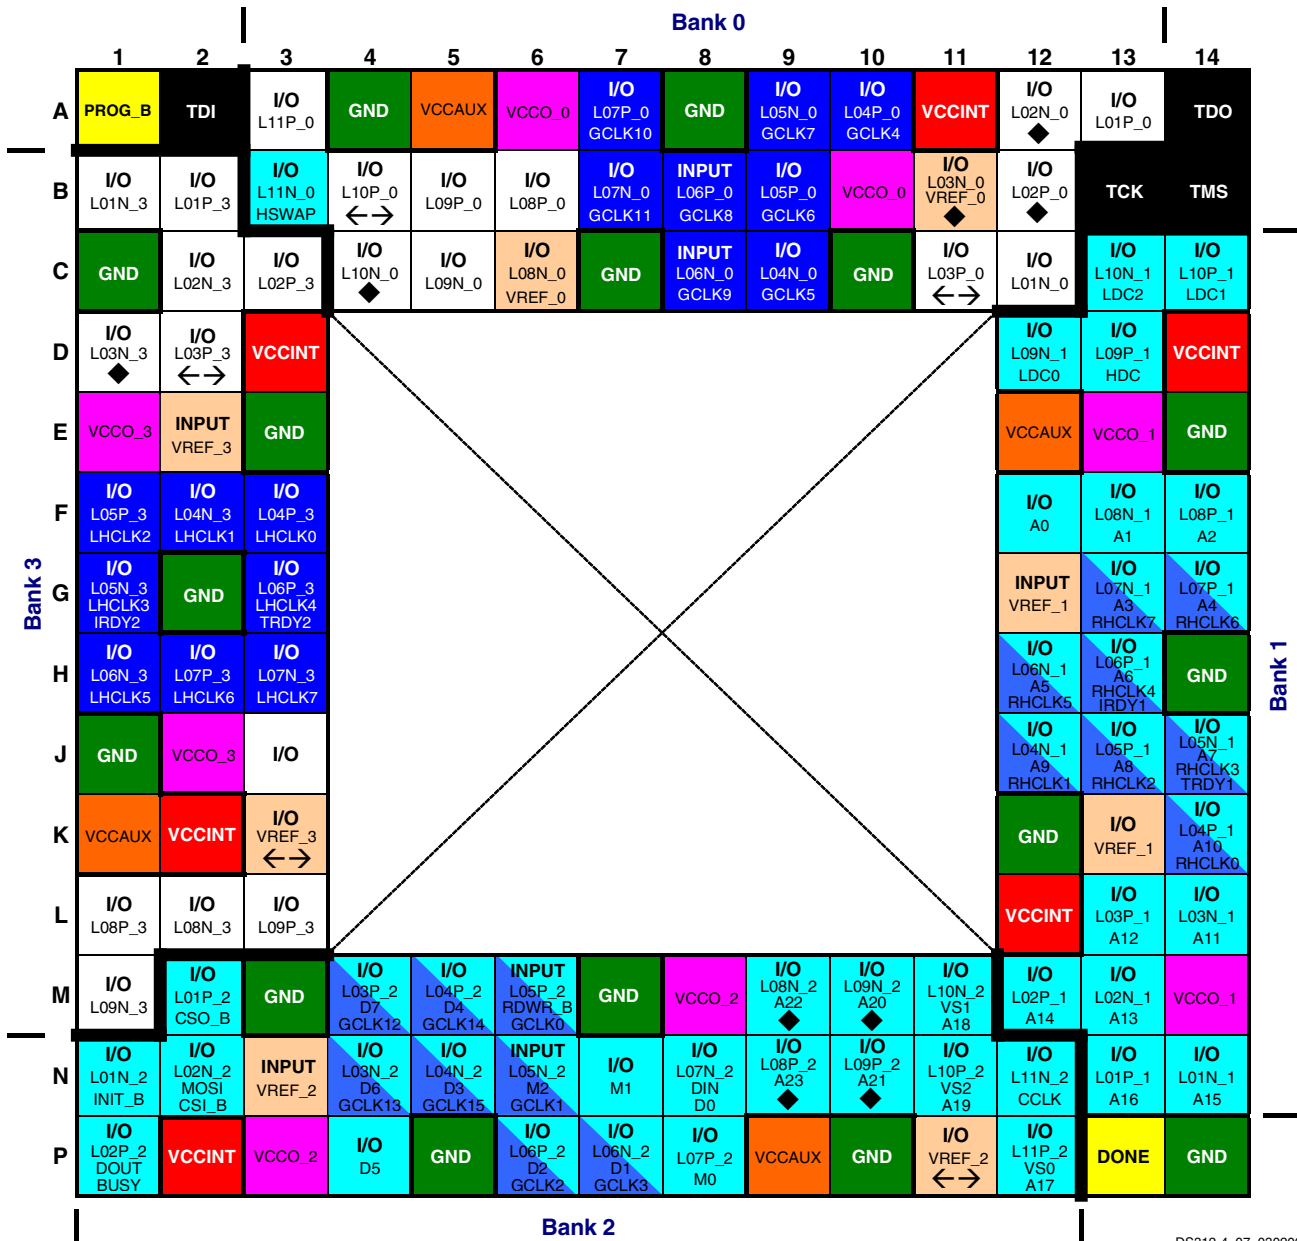 Bank 0
1 2 3 4 5 6 7 8 9 10 11 12 13 14
A
PROG_B
TDI
I/O
L11P_0
GND
VCCAUX
VCCO_0
I/O
L07P_0
GCLK10
GND
I/O
L05N_0
GCLK7
I/O
L04P_0
GCLK4
VCCINT
I/O
L02N_0
◆
I/O
L01P_0
TDO
B
I/O
L01N_3
I/O
L01P_3
I/O
L11N_0
HSWAP
I/O
L10P_0
←→
I/O
L09P_0
I/O
L08P_0
I/O
L07N_0
GCLK11
INPUT
L06P_0
GCLK8
I/O
L05P_0
GCLK6
VCCO_0
I/O
L03N_0
VREF_0
◆
I/O
L02P_0
◆
TCK
TMS
C
GND
I/O
L02N_3
I/O
L02P_3
I/O
L10N_0
◆
I/O
L09N_0
I/O
L08N_0
VREF_0
GND
INPUT
L06N_0
GCLK9
I/O
L04N_0
GCLK5
GND
I/O
L03P_0
←→
I/O
L01N_0
I/O
L10N_1
LDC2
I/O
L10P_1
LDC1
D
I/O
L03N_3
◆
I/O
L03P_3
←→
VCCINT
I/O
L09N_1
LDC0
I/O
L09P_1
HDC
VCCINT
E
VCCO_3
INPUT
VREF_3
GND
VCCAUX
VCCO_1
GND
F
I/O
L05P_3
LHCLK2
I/O
L04N_3
LHCLK1
I/O
L04P_3
LHCLK0
I/O
A0
I/O
L08N_1
A1
I/O
L08P_1
A2
Bank 3
G
I/O
L05N_3
LHCLK3
IRDY2
GND
I/O
L06P_3
LHCLK4
TRDY2
INPUT
VREF_1
I/O
L07N_1
A3
RHCLK7
I/O
L07P_1
A4
RHCLK6
H
I/O
L06N_3
LHCLK5
I/O
L07P_3
LHCLK6
I/O
L07N_3
LHCLK7
I/O
L06N_1
A5
RHCLK5
I/O
L06P_1
A6
RHCLK4
IRDY1
GND
Bank 1
J
GND
VCCO_3
I/O
I/O
L04N_1
A9
RHCLK1
I/O
L05P_1
A8
RHCLK2
I/O
L05N_1
A7
RHCLK3
TRDY1
K
VCCAUX
VCCINT
I/O
VREF_3
←→
GND
I/O
VREF_1
I/O
L04P_1
A10
RHCLK0
L
I/O
L08P_3
I/O
L08N_3
I/O
L09P_3
VCCINT
I/O
L03P_1
A12
I/O
L03N_1
A11
M
I/O
L09N_3
I/O
L01P_2
CSO_B
GND
I/O
L03P_2
D7
GCLK12
I/O
L04P_2
D4
GCLK14
INPUT
L05P_2
RDWR_B
GCLK0
GND
VCCO_2
I/O
L08N_2
A22
◆
I/O
L09N_2
A20
◆
I/O
L10N_2
VS1
A18
I/O
L02P_1
A14
I/O
L02N_1
A13
VCCO_1
N
I/O
L01N_2
INIT_B
I/O
L02N_2
MOSI
CSI_B
INPUT
VREF_2
I/O
L03N_2
D6
GCLK13
I/O
L04N_2
D3
GCLK15
INPUT
L05N_2
M2
GCLK1
I/O
M1
I/O
L07N_2
DIN
D0
I/O
L08P_2
A23
◆
I/O
L09P_2
A21
◆
I/O
L10P_2
VS2
A19
I/O
L11N_2
CCLK
I/O
L01P_1
A16
I/O
L01N_1
A15
P
I/O
L02P_2
DOUT
BUSY
VCCINT
VCCO_2
I/O
D5
GND
I/O
L06P_2
D2
GCLK2
I/O
L06N_2
D1
GCLK3
I/O
L07P_2
M0
VCCAUX
GND
I/O
VREF_2
←→
I/O
L11P_2
VS0
A17
DONE
GND
Bank 2